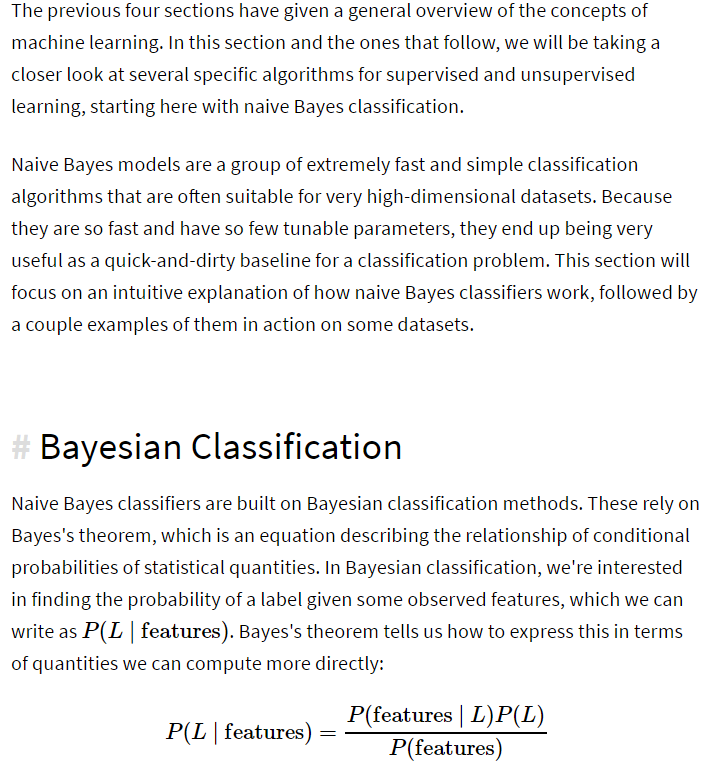 The previous four sections have given a general overview of the concepts of
machine learning. In this section and the ones that follow, we will be taking a
closer look at several specific algorithms for supervised and unsupervised
learning, starting here with naive Bayes classification.
Naive Bayes models are a group of extremely fast and simple classification
algorithms that are often suitable for very high-dimensional datasets. Because
they are so fast and have so few tunable parameters, they end up being very
useful as a quick-and-dirty baseline for a classification problem. This section will
focus on an intuitive explanation of how naive Bayes classifiers work, followed by
a couple examples of them in action on some datasets.
# Bayesian Classification
Naive Bayes classifiers are built on Bayesian classification methods. These rely on
Bayes's theorem, which is an equation describing the relationship of conditional
probabilities of statistical quantities. In Bayesian classification, we're interested
in finding the probability of a label given some observed features, which we can
write as P(L | features). Bayes's theorem tells us how to express this in terms
of quantities we can compute more directly:
P(L | features) = P(features | L)P(L) / P(features)